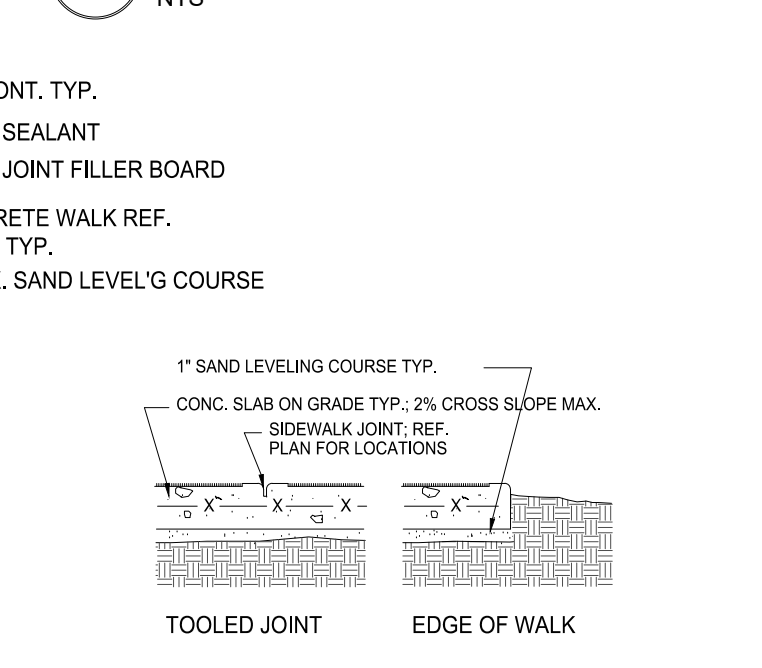 NTS
ONT. TYP.
SEALANT
JOINT FILLER BOARD
RETE WALK REF.
TYP.
. SAND LEVEL'G COURSE
1" SAND LEVELING COURSE TYP.
CONC. SLAB ON GRADE TYP.; 2% CROSS SLOPE MAX.
SIDEWALK JOINT; REF.
PLAN FOR LOCATIONS
X X X X
TOOLED JOINT EDGE OF WALK